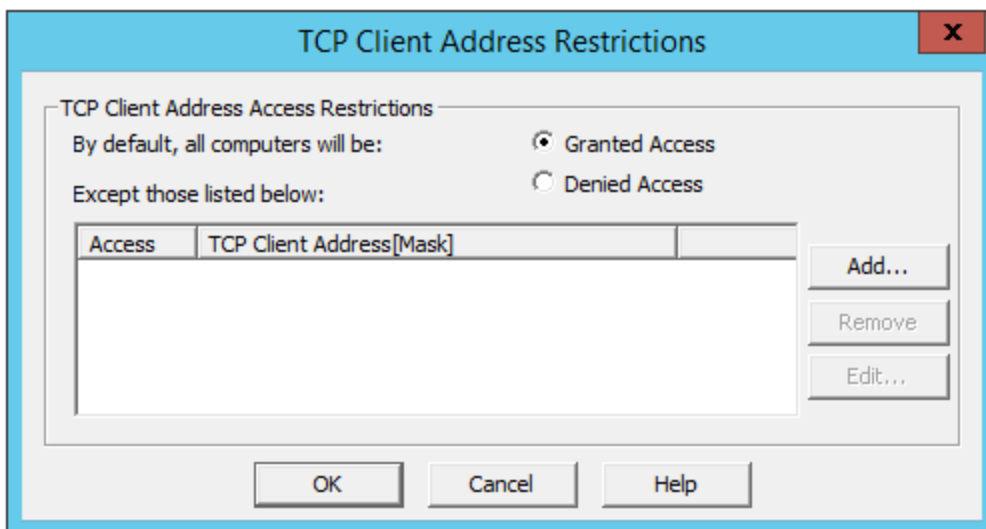 TCP Client Address Restrictions
x
TCP Client Address Access Restrictions
By default, all computers will be:
Granted Access
Denied Access
Except those listed below:
Access
TCP Client Address[Mask]
Add...
Remove
Edit...
OK
Cancel
Help